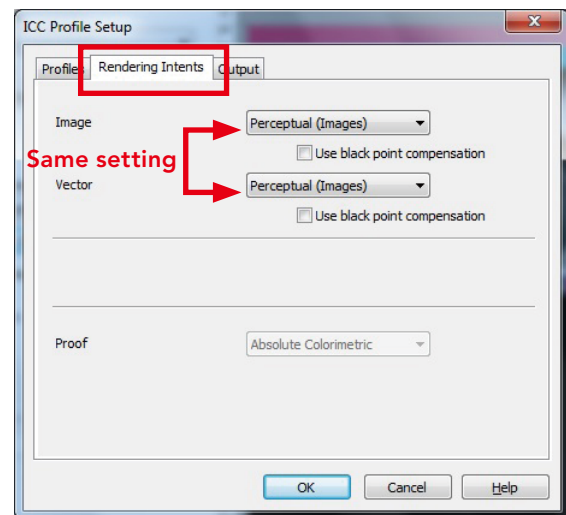 ICC Profile Setup
Profiles Rendering Intents Output
Image Perceptual (Images)
Use black point compensation
Same setting
Vector Perceptual (Images)
Use black point compensation
Proof Absolute Colorimetric
OK Cancel Help